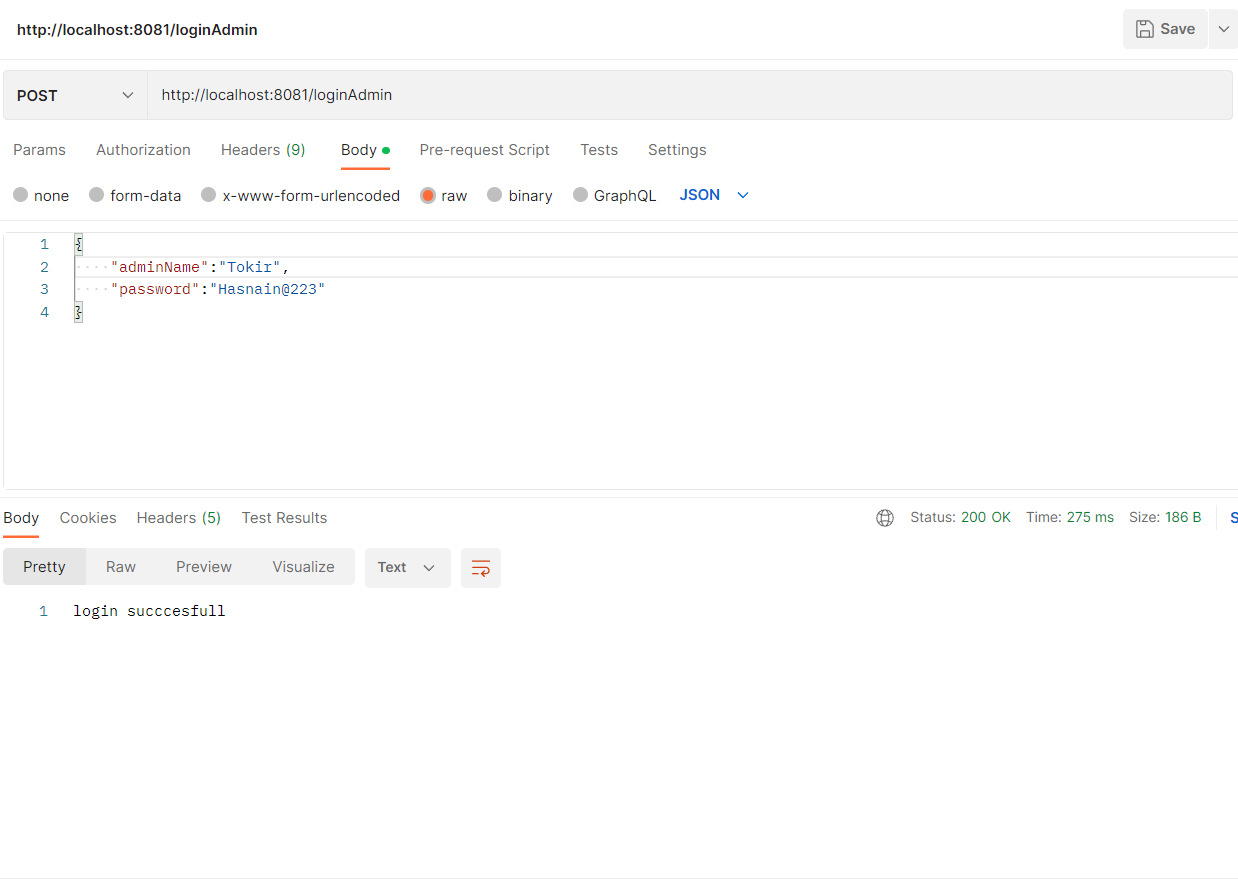 http://localhost:8081/loginAdmin
Save
POST http://localhost:8081/loginAdmin
Params Authorization Headers (9) Body Pre-request Script Tests Settings
none form-data x-www-form-urlencoded raw binary GraphQL JSON
1 {
2 ····"adminName":"Tokir",
3 ····"password":"Hasnain@223"
4 }
Body Cookies Headers (5) Test Results Status: 200 OK Time: 275 ms Size: 186 B S
Pretty Raw Preview Visualize Text
1 login succcesfull